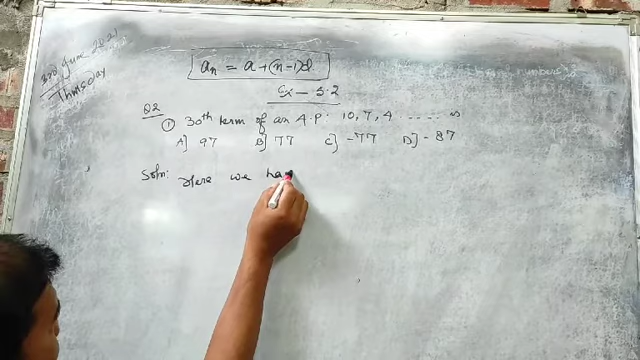 3rd June 2021
Thursday
an = a + (n-1)d
Ex - 5.2
Q2
① 30th term of an A.P: 10, 7, 4 ...... is
A] 97 B] 77 C] -77 D] -87
Soln: Here we ha